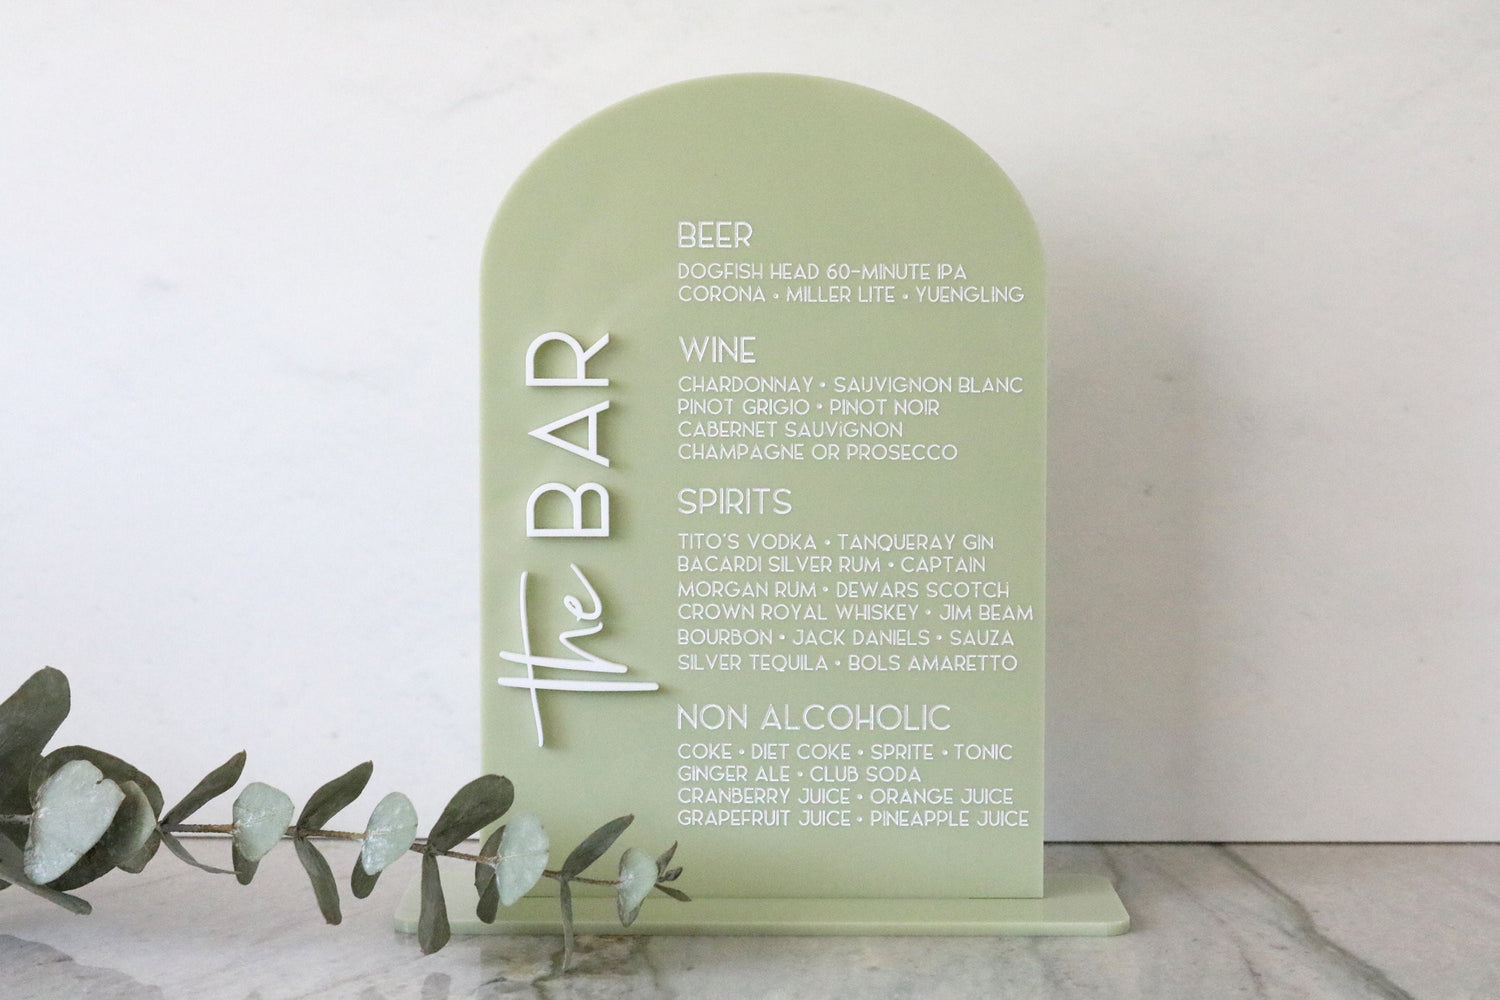 the BAR
BEER
DOGFISH HEAD 60-MINUTE IPA
CORONA • MILLER LITE • YUENGLING
WINE
CHARDONNAY • SAUVIGNON BLANC
PINOT GRIGIO • PINOT NOIR
CABERNET SAUViGNON
CHAMPAGNE OR PROSECCO
SPIRITS
TITO'S VODKA • TANQUERAY GIN
BACARDI SILVER RUM • CAPTAIN
MORGAN RUM • DEWARS SCOTCH
CROWN ROYAL WHISKEY • JIM BEAM
BOURBON • JACK DANIELS • SAUZA
SILVER TEQUILA • BOLS AMARETTO
NON ALCOHOLIC
COKE • DIET COKE • SPRITE • TONIC
GINGER ALE • CLUB SODA
CRANBERRY JUICE • ORANGE JUICE
GRAPEFRUIT JUICE • PINEAPPLE JUICE